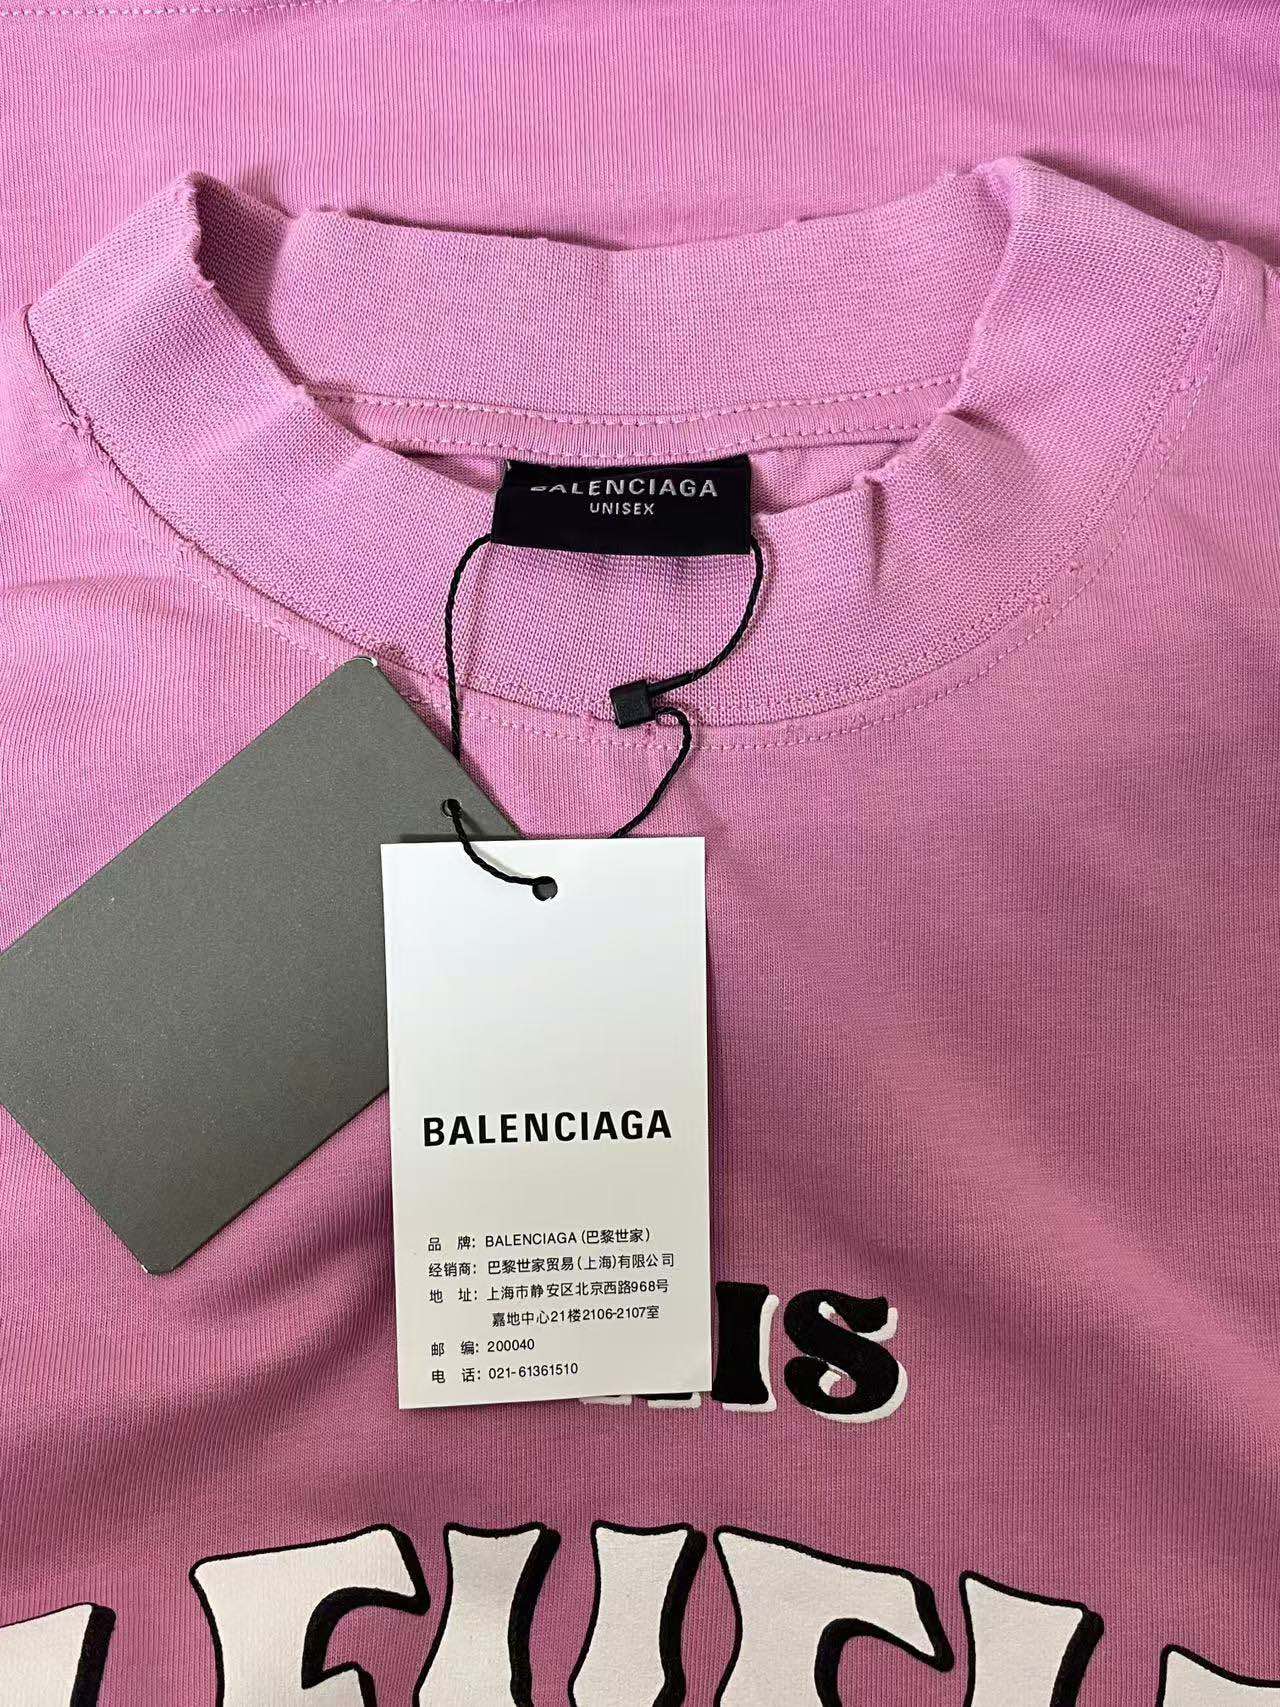 BALENCIAGA
UNISEX
BALENCIAGA
品 牌: BALENCIAGA (巴黎世家)
经销商: 巴黎世家贸易(上海)有限公司
地 址: 上海市静安区北京西路968号
嘉地中心21楼2106-2107室
邮 编: 200040
电 话: 021-61361510